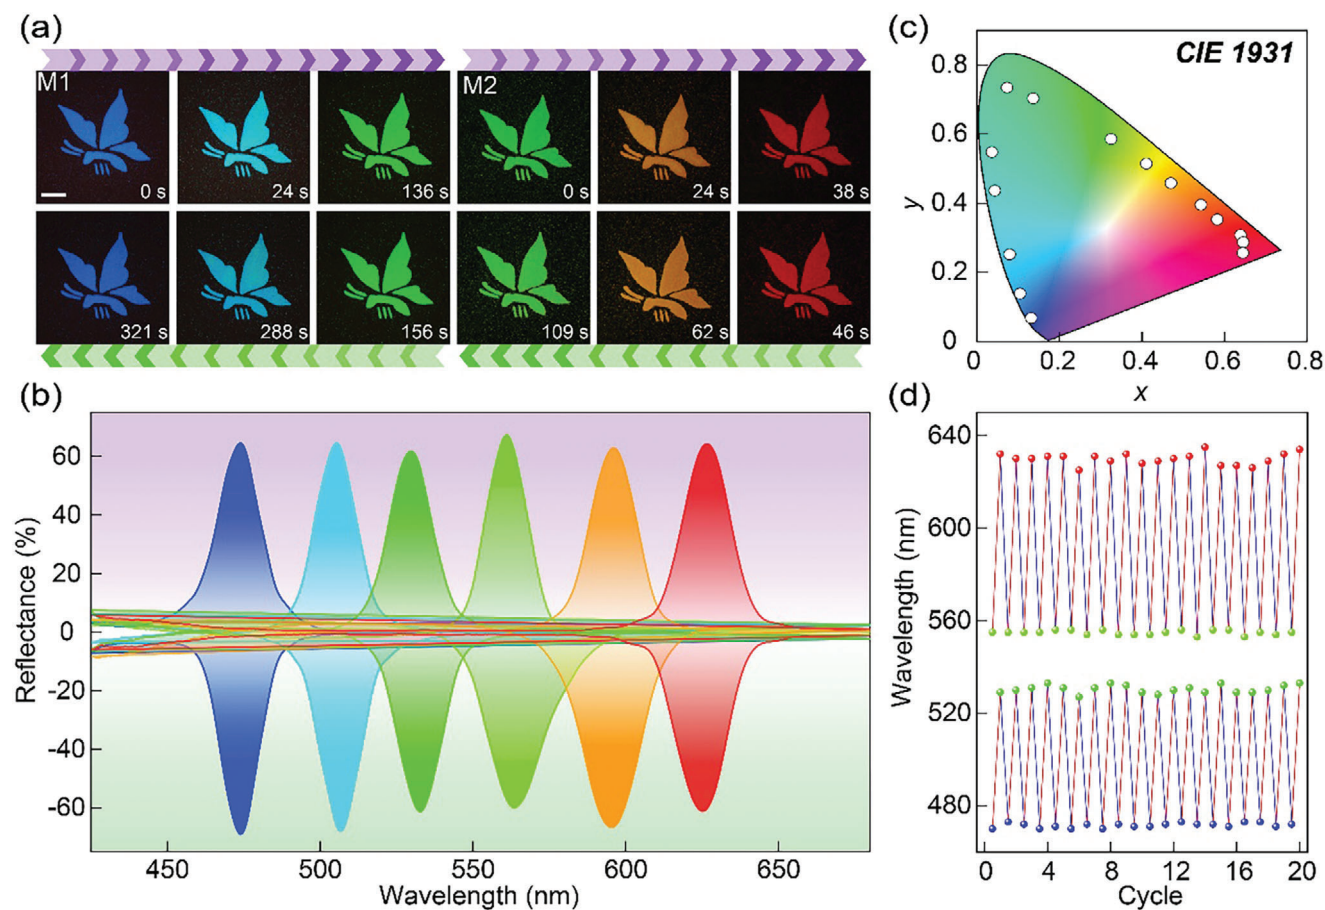 (a)
M1
0 s
24 s
136 s
M2
0 s
24 s
38 s
321 s
288 s
156 s
109 s
62 s
46 s
(c)
CIE 1931
0.8
0.6
0.4
0.2
0
y
0
0.2
0.6
0.4
0.6
0.8
x
(b)
60
40
20
0
-20
-40
-60
Reflectance (%)
450
500
550
600
650
Wavelength (nm)
(d)
640
600
560
520
480
Wavelength (nm)
0
4
8
12
16
20
Cycle